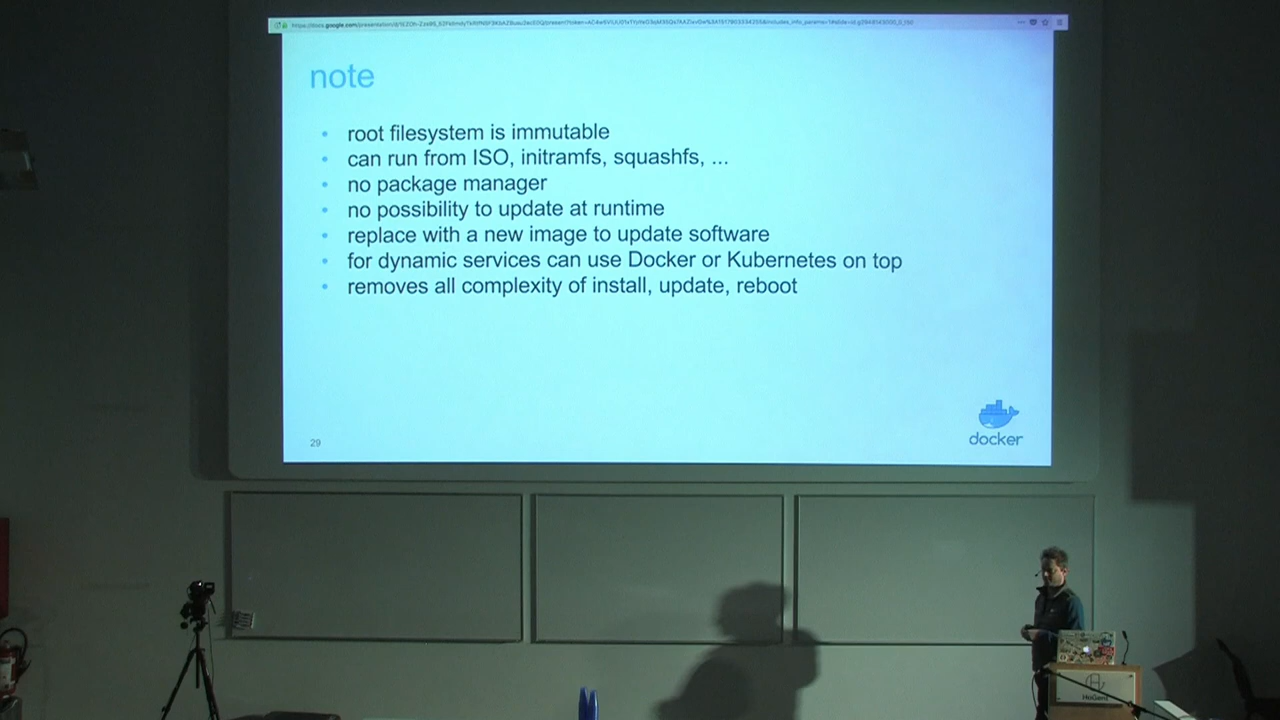 note
root filesystem is immutable
can run from ISO, initramfs, squashfs, ...
no package manager
no possibility to update at runtime
replace with a new image to update software
for dynamic services can use Docker or Kubernetes on top
removes all complexity of install, update, reboot
29
docker
HoGent